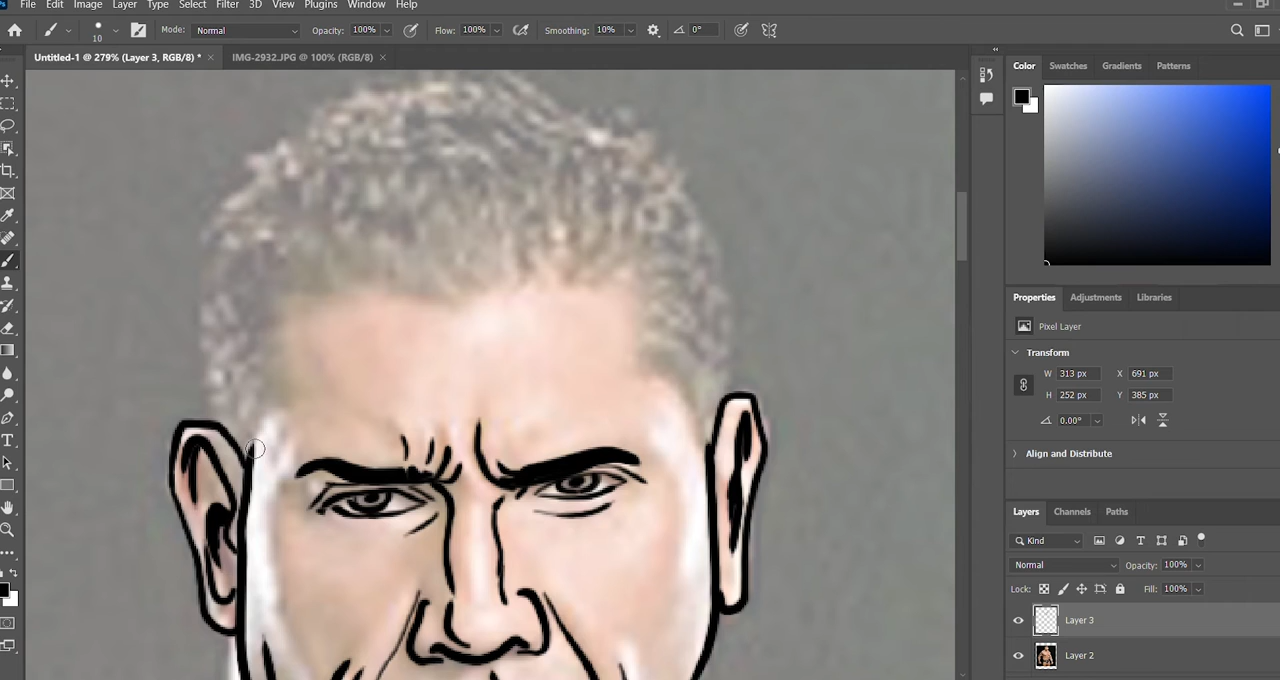 File Edit Image Layer Type Select Filter 3D View Plugins Window Help
10 Mode: Normal Opacity: 100% Flow: 100% Smoothing: 10% 0°
Untitled-1 @ 279% (Layer 3, RGB/8) * × IMG-2932.JPG @ 100% (RGB/8) ×
Color Swatches Gradients Patterns
Properties Adjustments Libraries
Pixel Layer
Transform
W 313 px X 691 px
H 252 px Y 385 px
0.00°
Align and Distribute
Layers Channels Paths
Kind
Normal Opacity: 100%
Lock: Fill: 100%
Layer 3
Layer 2